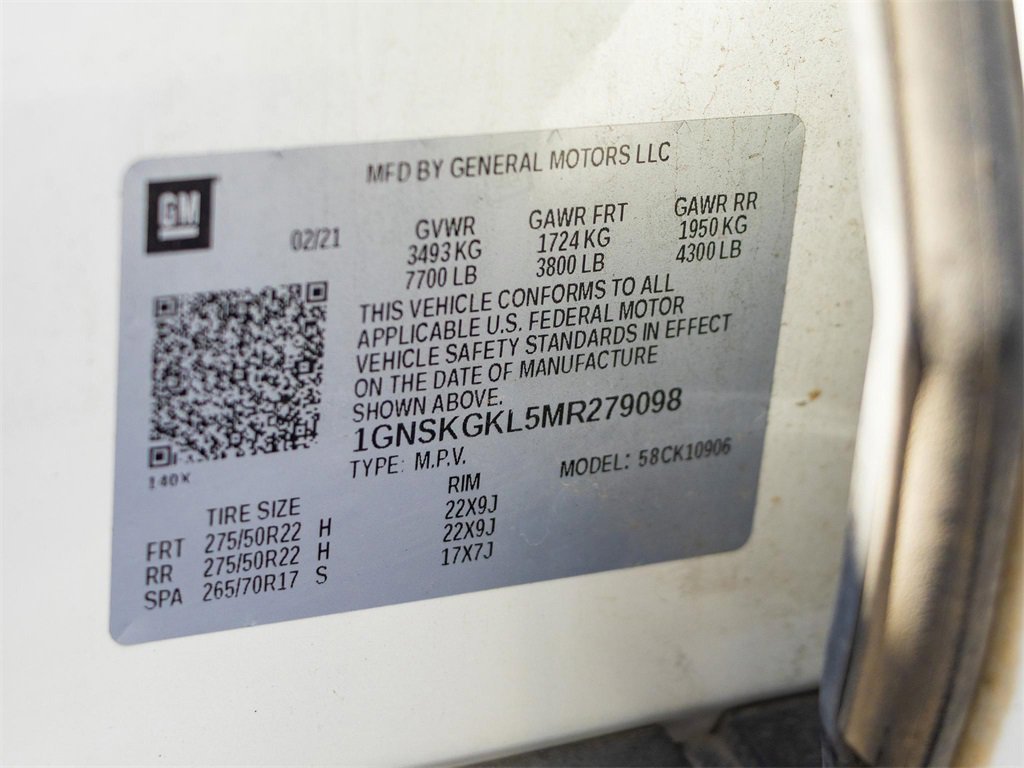 MFD BY GENERAL MOTORS LLC
GM
02/21
GVWR GAWR FRT GAWR RR
3493 KG 1724 KG 1950 KG
7700 LB 3800 LB 4300 LB
THIS VEHICLE CONFORMS TO ALL
APPLICABLE U.S. FEDERAL MOTOR
VEHICLE SAFETY STANDARDS IN EFFECT
ON THE DATE OF MANUFACTURE
SHOWN ABOVE.
1GNSKGKL5MR279098
140X
TYPE: M.P.V. MODEL: 58CK10906
TIRE SIZE RIM
FRT 275/50R22 H 22X9J
RR 275/50R22 H 22X9J
SPA 265/70R17 S 17X7J